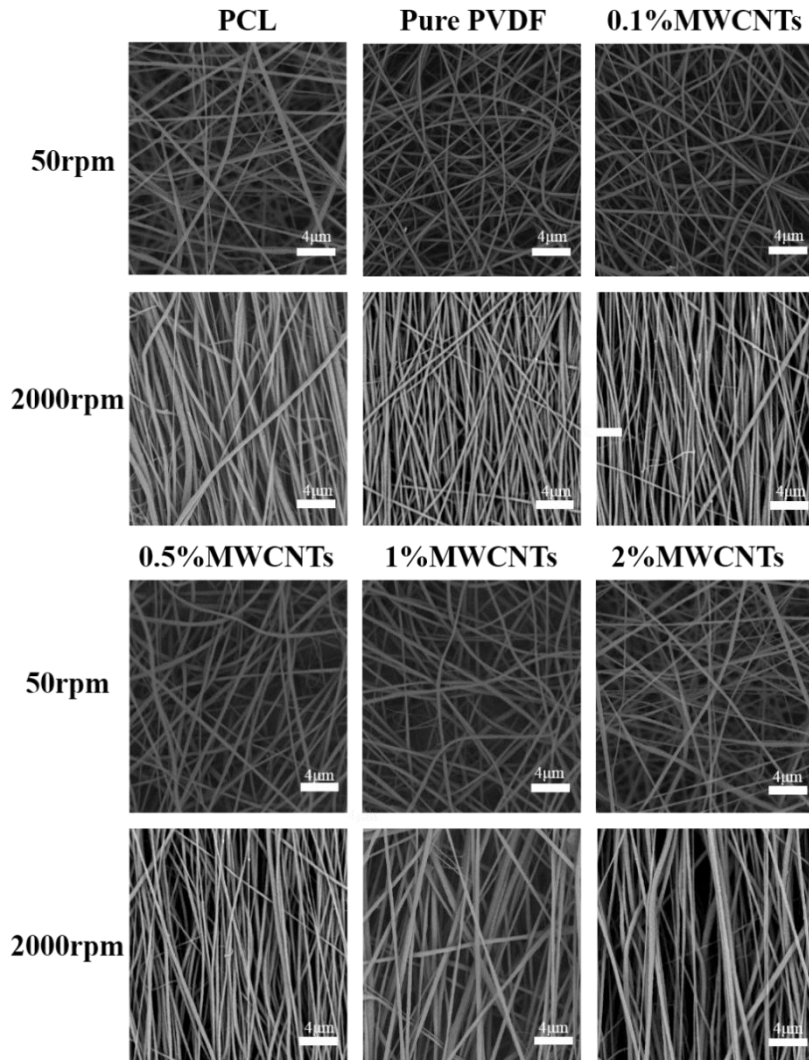 PCL Pure PVDF 0.1%MWCNTs
50rpm
4μm 4μm 4μm
2000rpm
4μm 4μm 4μm
0.5%MWCNTs 1%MWCNTs 2%MWCNTs
50rpm
4μm 4μm 4μm
2000rpm
4μm 4μm 4μm